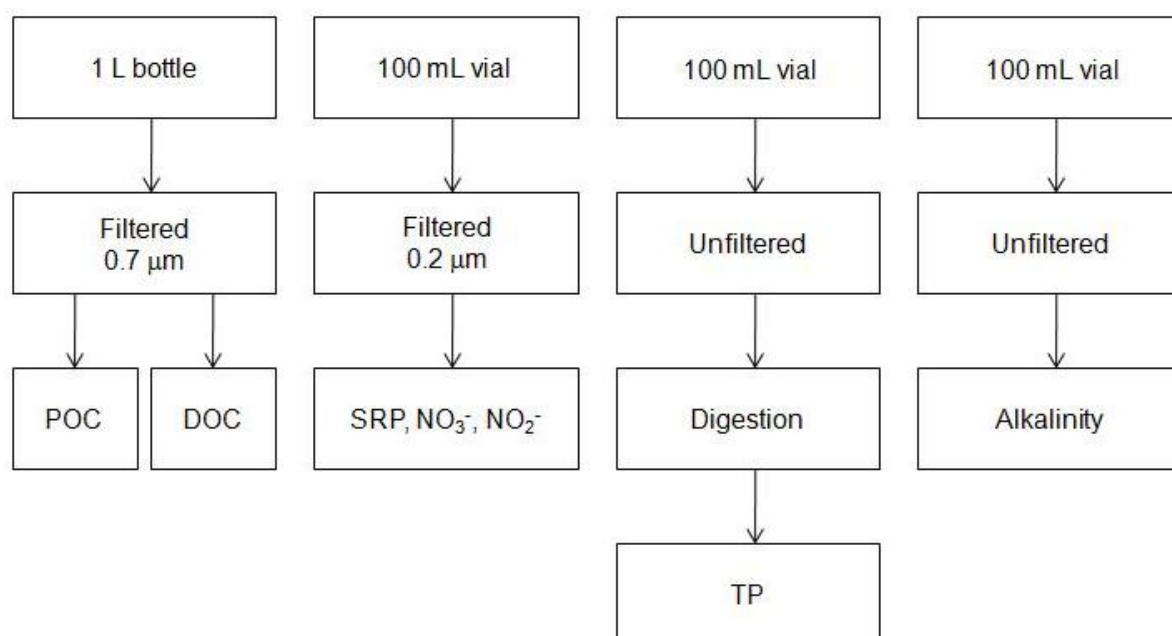 1 L bottle
100 mL vial
100 mL vial
100 mL vial
Filtered
0.7 μm
Filtered
0.2 μm
Unfiltered
Unfiltered
POC
DOC
SRP, NO₃⁻, NO₂⁻
Digestion
Alkalinity
TP